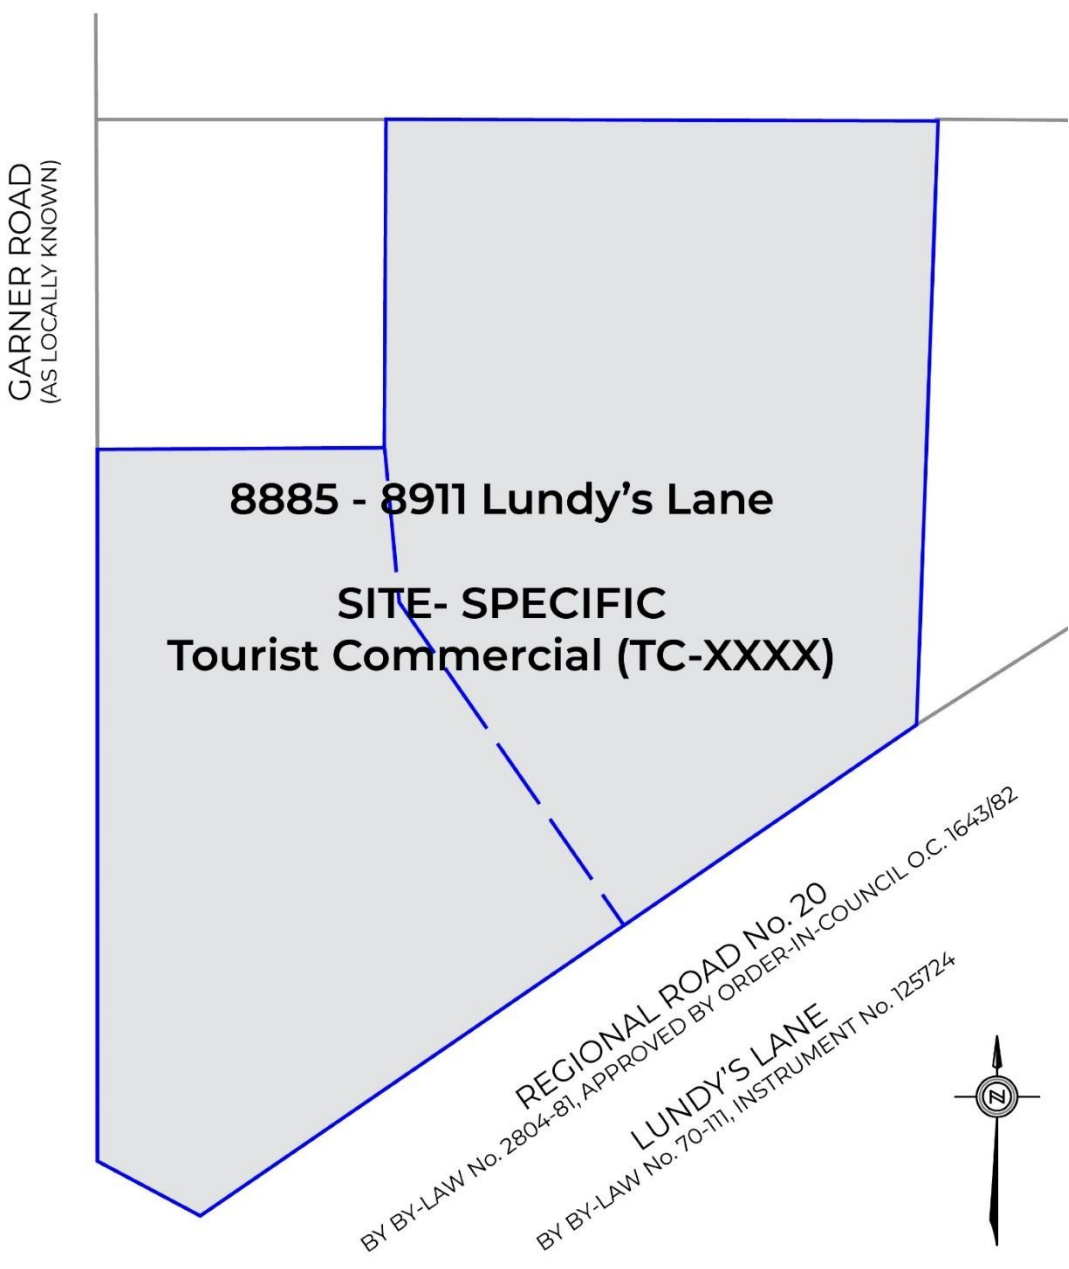 GARNER ROAD
(AS LOCALLY KNOWN)
8885 - 8911 Lundy’s Lane
SITE- SPECIFIC
Tourist Commercial (TC-XXXX)
REGIONAL ROAD No. 20
BY BY-LAW No. 2804-81, APPROVED BY ORDER-IN-COUNCIL O.C. 1643/82
LUNDY’S LANE
BY BY-LAW No. 70-111, INSTRUMENT No. 125724
N